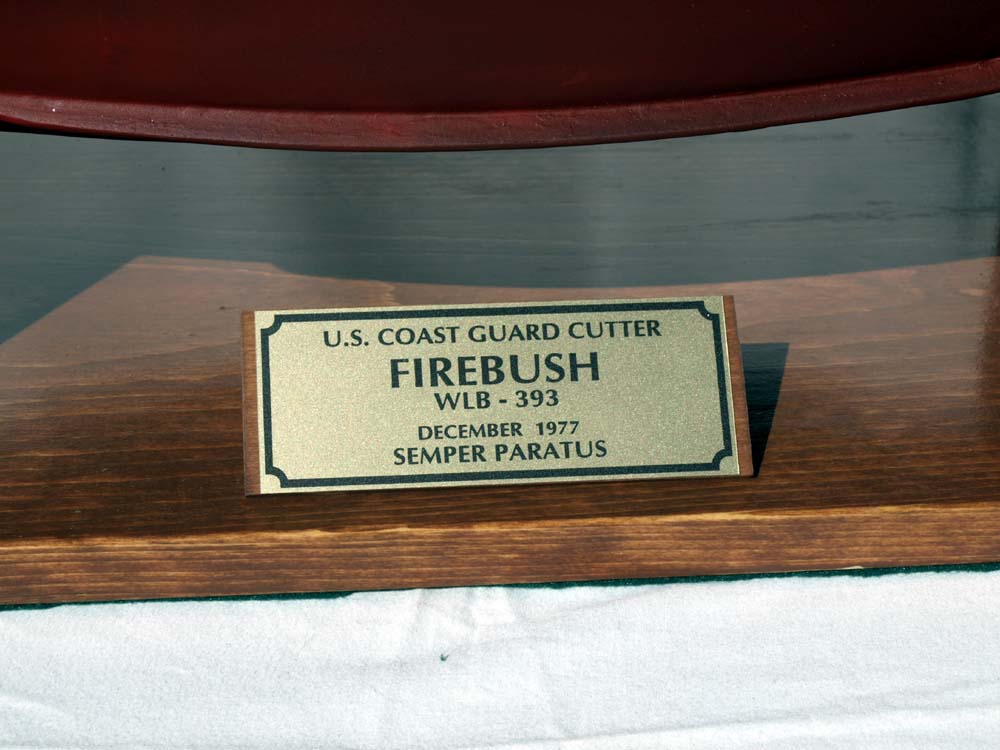 U.S. COAST GUARD CUTTER
FIREBUSH
WLB - 393
DECEMBER 1977
SEMPER PARATUS